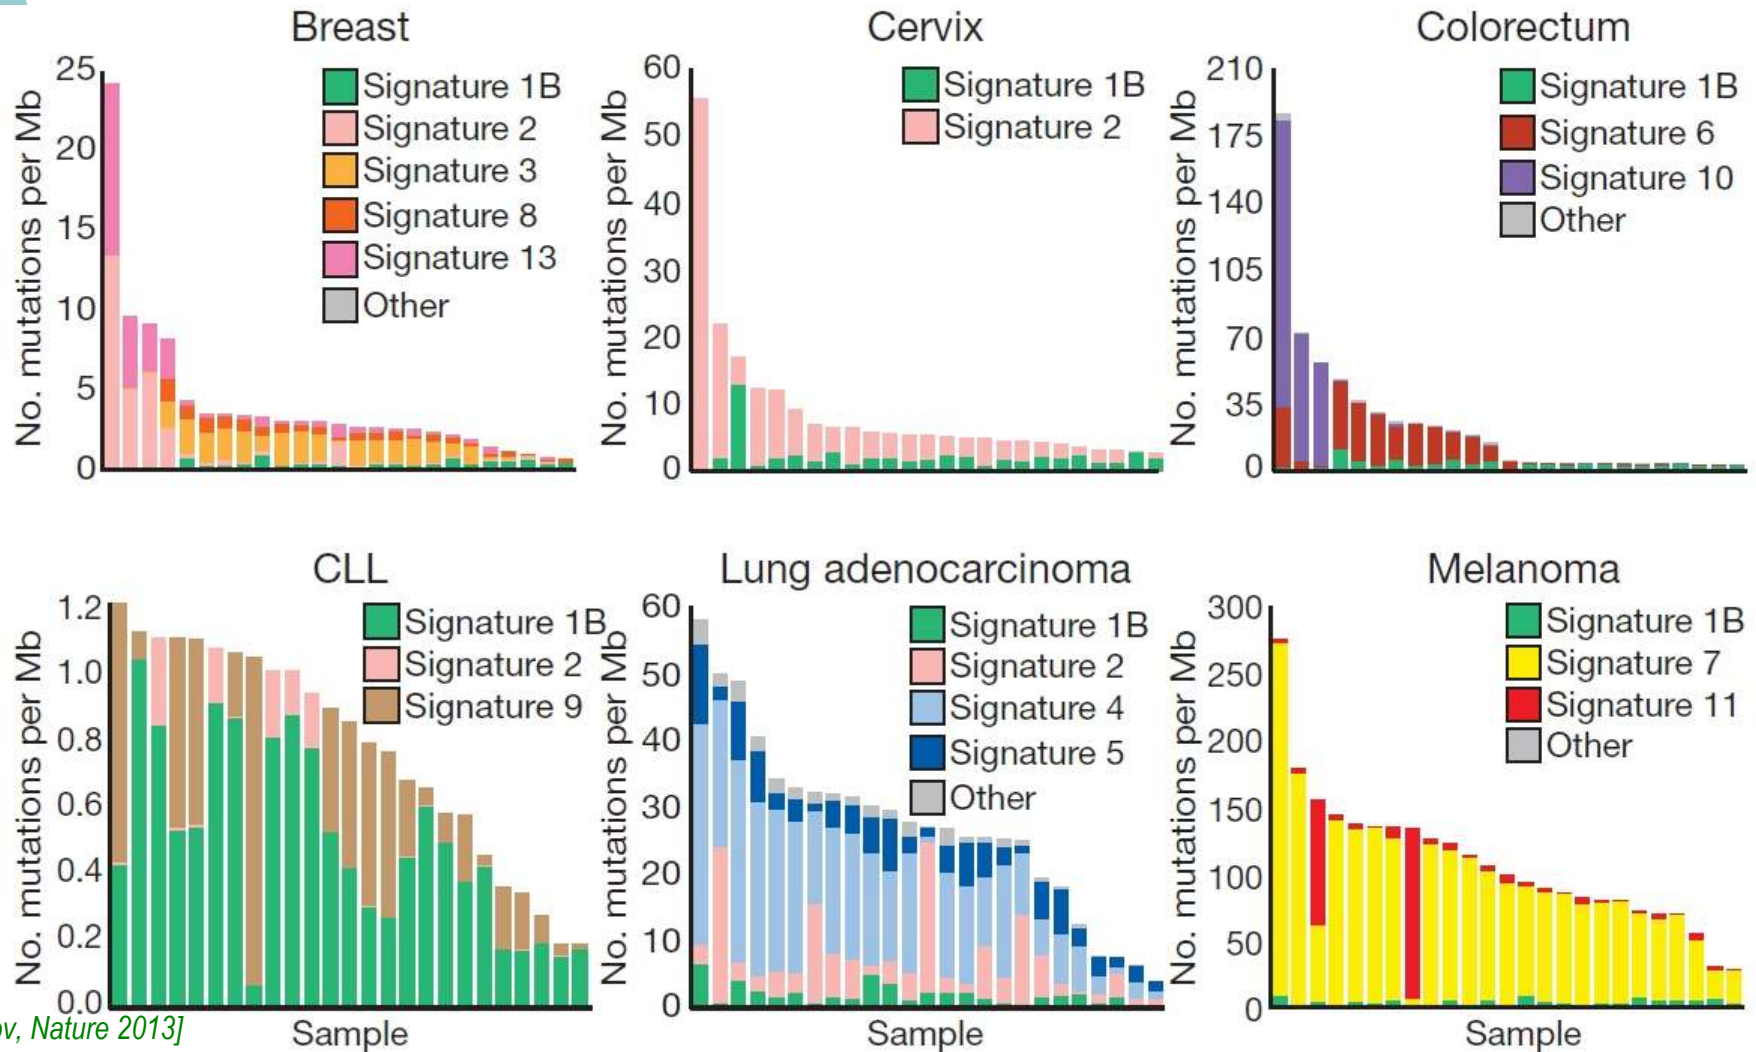 Breast
No. mutations per Mb
25
20
15
10
5
0
Signature 1B
Signature 2
Signature 3
Signature 8
Signature 13
Other
Cervix
No. mutations per Mb
60
50
40
30
20
10
0
Signature 1B
Signature 2
Colorectum
No. mutations per Mb
210
175
140
105
70
35
0
Signature 1B
Signature 6
Signature 10
Other
CLL
No. mutations per Mb
1.2
1.0
0.8
0.6
0.4
0.2
0.0
Signature 1B
Signature 2
Signature 9
Sample
Lung adenocarcinoma
No. mutations per Mb
60
50
40
30
20
10
0
Signature 1B
Signature 2
Signature 4
Signature 5
Other
Melanoma
No. mutations per Mb
300
250
200
150
100
50
0
Signature 1B
Signature 7
Signature 11
Other
Sample
ov, Nature 2013]